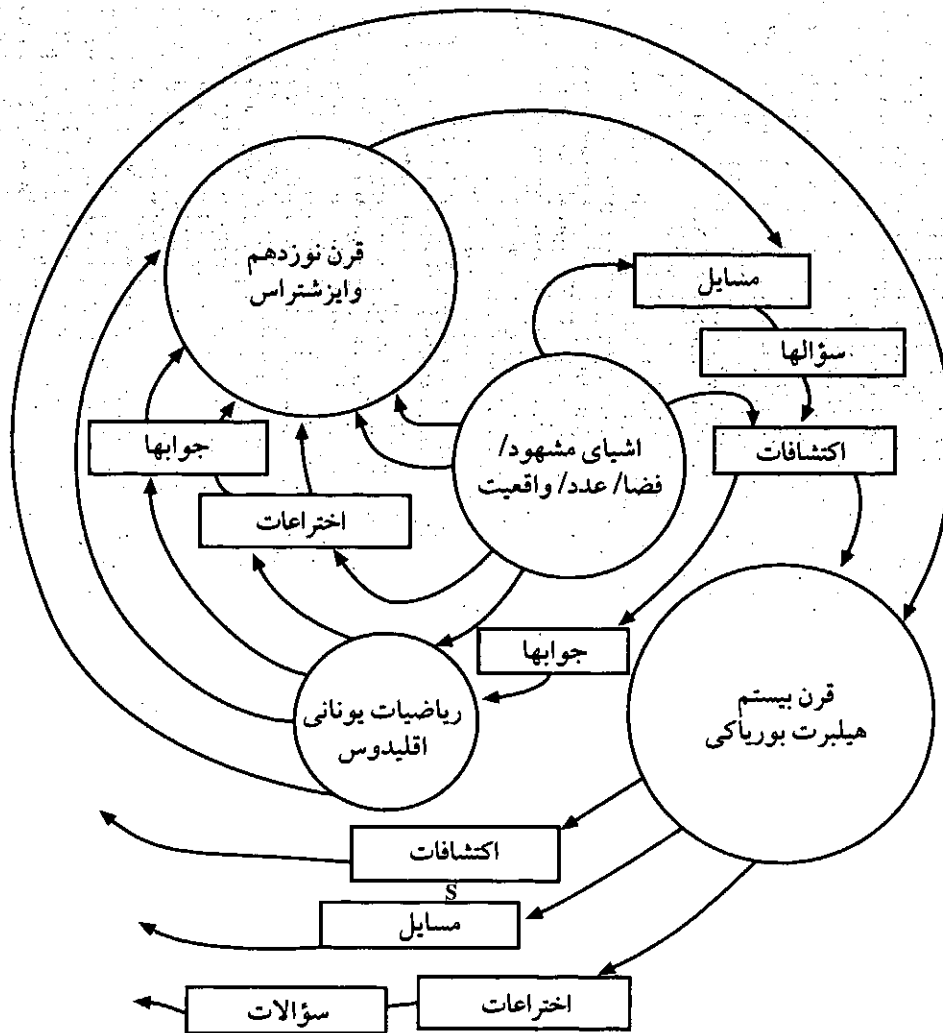 قرن نوزدهم
وایزشتراس
مسایل
سؤالها
جوابها
اشیای مشهود/
فضا/ عدد/ واقعیت
اکتشافات
اختراعات
جوابها
ریاضیات یونانی
اقلیدوس
قرن بیستم
هیلبرت بوریاکی
اکتشافات
S
مسایل
اختراعات
سؤالات